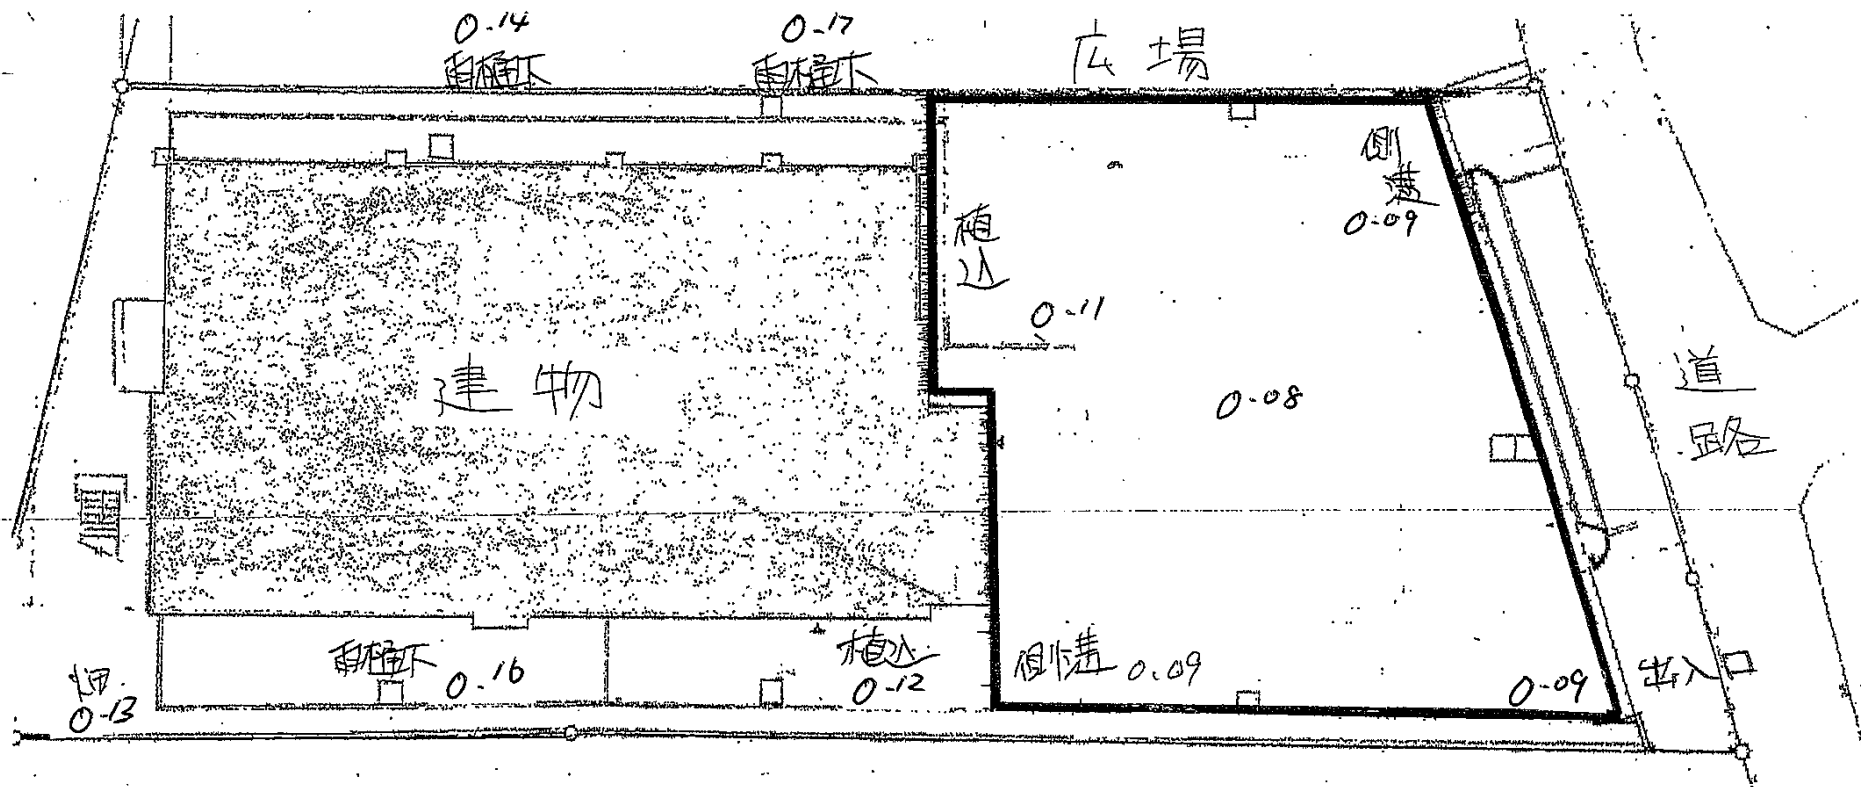 0.14
雨樋下
0.17
雨樋下
広場
側溝
0.09
植込
0.11
建物
0.08
道路
雨樋下
0.16
植込
0.12
畑
0.13
側溝 0.09
0.09
出入口